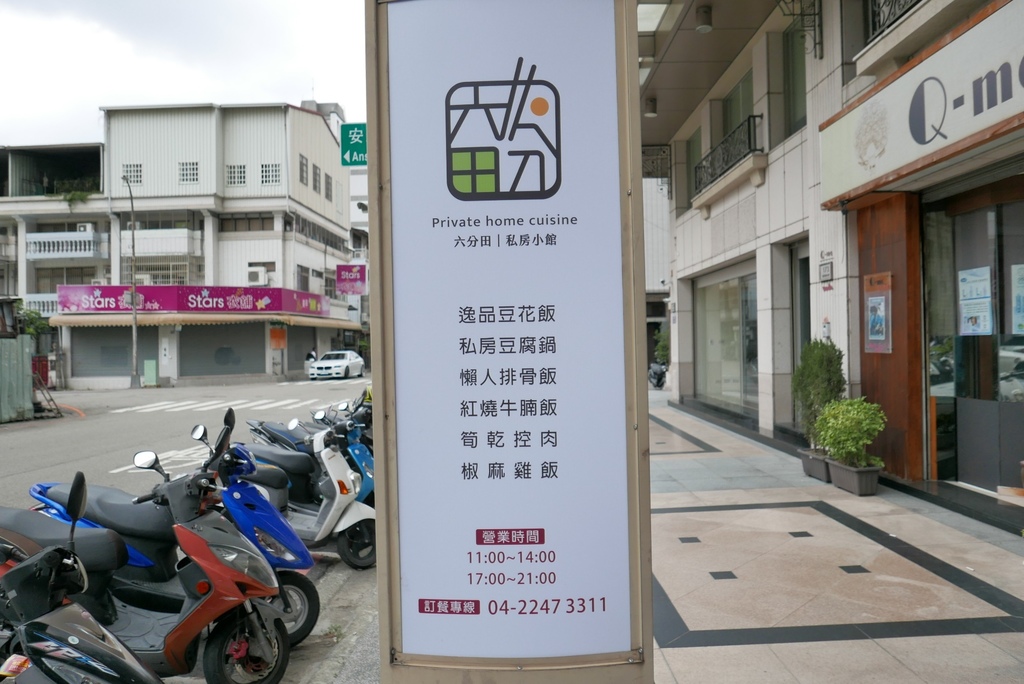 六分田
Private home cuisine
六分田|私房小館
逸品豆花飯
私房豆腐鍋
懶人排骨飯
紅燒牛腩飯
筍乾控肉
椒麻雞飯
營業時間
11:00~14:00
17:00~21:00
訂餐專線 04-2247 3311
安
Ans
Stars
Stars
Stars
Q-mo